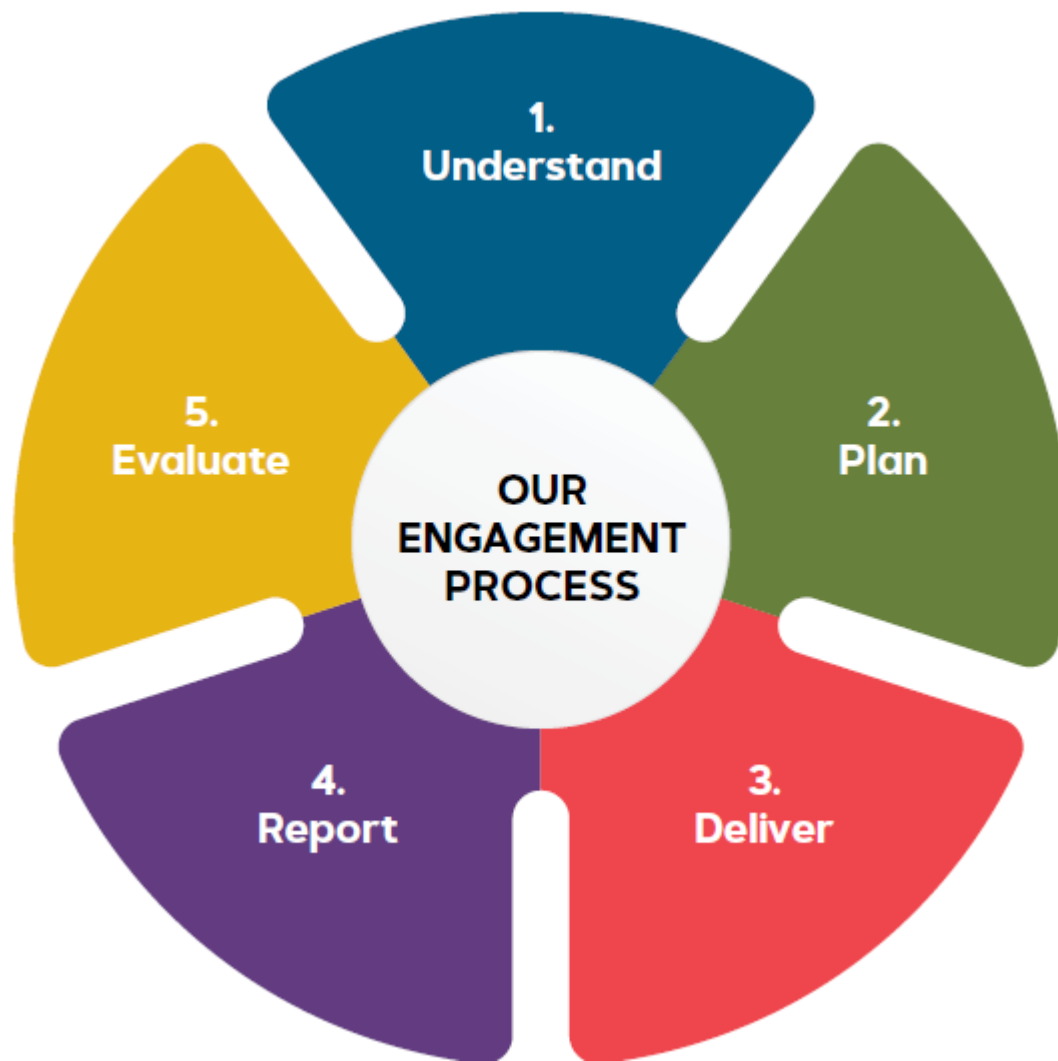 1.
Understand
2.
Plan
3.
Deliver
4.
Report
5.
Evaluate
OUR
ENGAGEMENT
PROCESS